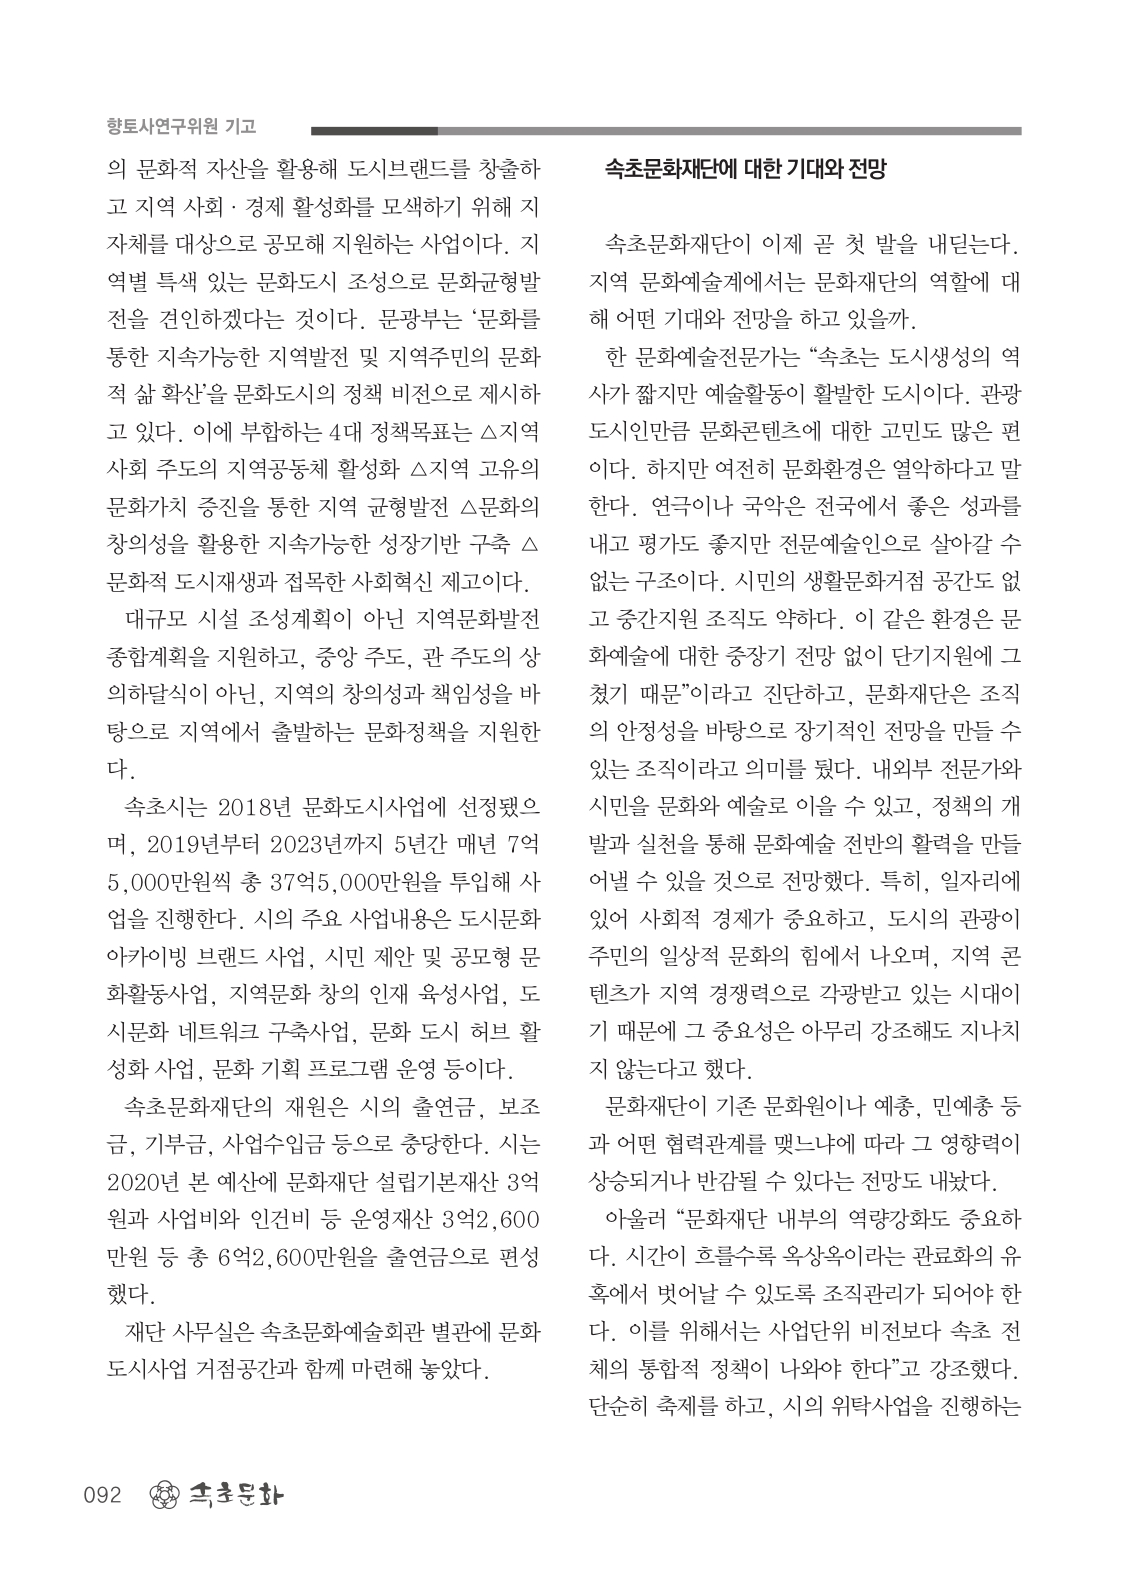 향토사연구위원 기고
의 문화적 자산을 활용해 도시브랜드를 창출하
고 지역 사회 · 경제 활성화를 모색하기 위해 지
자체를 대상으로 공모해 지원하는 사업이다. 지
역별 특색 있는 문화도시 조성으로 문화균형발
전을 견인하겠다는 것이다. 문광부는 ‘문화를
통한 지속가능한 지역발전 및 지역주민의 문화
적 삶 확산’을 문화도시의 정책 비전으로 제시하
고 있다. 이에 부합하는 4대 정책목표는 △지역
사회 주도의 지역공동체 활성화 △지역 고유의
문화가치 증진을 통한 지역 균형발전 △문화의
창의성을 활용한 지속가능한 성장기반 구축 △
문화적 도시재생과 접목한 사회혁신 제고이다.
대규모 시설 조성계획이 아닌 지역문화발전
종합계획을 지원하고, 중앙 주도, 관 주도의 상
의하달식이 아닌, 지역의 창의성과 책임성을 바
탕으로 지역에서 출발하는 문화정책을 지원한
다.
속초시는 2018년 문화도시사업에 선정됐으
며, 2019년부터 2023년까지 5년간 매년 7억
5,000만원씩 총 37억5,000만원을 투입해 사
업을 진행한다. 시의 주요 사업내용은 도시문화
아카이빙 브랜드 사업, 시민 제안 및 공모형 문
화활동사업, 지역문화 창의 인재 육성사업, 도
시문화 네트워크 구축사업, 문화 도시 허브 활
성화 사업, 문화 기획 프로그램 운영 등이다.
속초문화재단의 재원은 시의 출연금, 보조
금, 기부금, 사업수입금 등으로 충당한다. 시는
2020년 본 예산에 문화재단 설립기본재산 3억
원과 사업비와 인건비 등 운영재산 3억2,600
만원 등 총 6억2,600만원을 출연금으로 편성
했다.
재단 사무실은 속초문화예술회관 별관에 문화
도시사업 거점공간과 함께 마련해 놓았다.
속초문화재단에 대한 기대와 전망
속초문화재단이 이제 곧 첫 발을 내딛는다.
지역 문화예술계에서는 문화재단의 역할에 대
해 어떤 기대와 전망을 하고 있을까.
한 문화예술전문가는 “속초는 도시생성의 역
사가 짧지만 예술활동이 활발한 도시이다. 관광
도시인만큼 문화콘텐츠에 대한 고민도 많은 편
이다. 하지만 여전히 문화환경은 열악하다고 말
한다. 연극이나 국악은 전국에서 좋은 성과를
내고 평가도 좋지만 전문예술인으로 살아갈 수
없는 구조이다. 시민의 생활문화거점 공간도 없
고 중간지원 조직도 약하다. 이 같은 환경은 문
화예술에 대한 중장기 전망 없이 단기지원에 그
쳤기 때문”이라고 진단하고, 문화재단은 조직
의 안정성을 바탕으로 장기적인 전망을 만들 수
있는 조직이라고 의미를 뒀다. 내외부 전문가와
시민을 문화와 예술로 이을 수 있고, 정책의 개
발과 실천을 통해 문화예술 전반의 활력을 만들
어낼 수 있을 것으로 전망했다. 특히, 일자리에
있어 사회적 경제가 중요하고, 도시의 관광이
주민의 일상적 문화의 힘에서 나오며, 지역 콘
텐츠가 지역 경쟁력으로 각광받고 있는 시대이
기 때문에 그 중요성은 아무리 강조해도 지나치
지 않는다고 했다.
문화재단이 기존 문화원이나 예총, 민예총 등
과 어떤 협력관계를 맺느냐에 따라 그 영향력이
상승되거나 반감될 수 있다는 전망도 내놨다.
아울러 “문화재단 내부의 역량강화도 중요하
다. 시간이 흐를수록 옥상옥이라는 관료화의 유
혹에서 벗어날 수 있도록 조직관리가 되어야 한
다. 이를 위해서는 사업단위 비전보다 속초 전
체의 통합적 정책이 나와야 한다”고 강조했다.
단순히 축제를 하고, 시의 위탁사업을 진행하는
092 속초문화